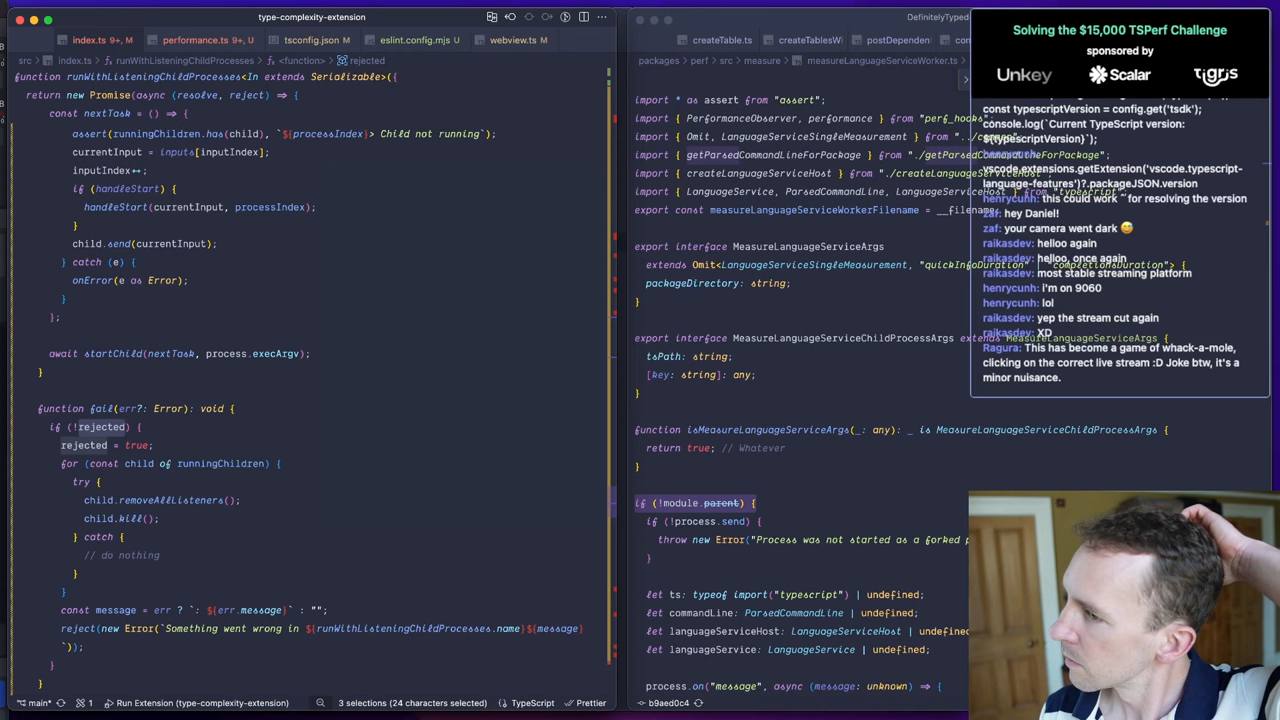 type-complexity-extension
index.ts 9+, M
performance.ts 9+, M
tsconfig.json M
eslint.config.mjs U
webview.ts M
src > index.ts > runWithListeningChildProcesses > <function> > rejected
function runWithListeningChildProcesses<In extends Serializable>({
return new Promise(async (resolve, reject) => {
const nextTask = () => {
assert(runningChildren.has(child), `${processIndex}> Child not running`);
currentInput = inputs[inputIndex];
inputIndex++;
if (handleStart) {
handleStart(currentInput, processIndex);
}
child.send(currentInput);
} catch (e) {
onError(e as Error);
}
};
await startChild(nextTask, process.execArgv);
}
function fail(err?: Error): void {
if (!rejected) {
rejected = true;
for (const child of runningChildren) {
try {
child.removeAllListeners();
child.kill();
} catch {
// do nothing
}
}
const message = err ? `: ${err.message}` : "";
reject(new Error(`Something went wrong in ${runWithListeningChildProcesses.name}${message}
`));
}
}
main*
1
Run Extension (type-complexity-extension)
3 selections (24 characters selected)
TypeScript
Prettier
DefinitelyTyped
createTable.ts
createTablesWi
postDependen
packages > perf > src > measure > measureLanguageServiceWorker.ts
import * as assert from "assert";
import { PerformanceObserver, performance } from "perf_hooks";
import { Omit, LanguageServiceSingleMeasurement } from "../
import { getParsedCommandLineForPackage } from "./getParsedCommandLineForPackage";
import { createLanguageServiceHost } from "./createLanguageServiceHost";
import { LanguageService, ParsedCommandLine, LanguageServiceHost } from "typescript";
export const measureLanguageServiceWorkerFilename = __filename;
export interface MeasureLanguageServiceArgs
extends Omit<LanguageServiceSingleMeasurement, "quickInfoDuration" | "completionsDuration"> {
packageDirectory: string;
}
export interface MeasureLanguageServiceChildProcessArgs extends MeasureLanguageServiceArgs {
tsPath: string;
[key: string]: any;
}
function isMeasureLanguageServiceArgs(_: any): _ is MeasureLanguageServiceChildProcessArgs {
return true; // Whatever
}
if (!module.parent) {
if (!process.send) {
throw new Error("Process was not started as a forked p
}
let ts: typeof import("typescript") | undefined;
let commandLine: ParsedCommandLine | undefined;
let languageServiceHost: LanguageServiceHost | undefined
let languageService: LanguageService | undefined;
process.on("message", async (message: unknown) => {
b9aed0c4
Solving the $15,000 TSPerf Challenge
sponsored by
Unkey
Scalar
tigris
const typescriptVersion = config.get('tsdk');
console.log(`Current TypeScript version:
${typescriptVersion}`);
henrycunh:
vscode.extensions.getExtension('vscode.typescript-
language-features')?.packageJSON.version
henrycunh: this could work ^for resolving the version
zaf: hey Daniel!
zaf: your camera went dark 😅
raikasdev: helloo again
raikasdev: hello, once again
raikasdev: most stable streaming platform
henrycunh: i'm on 9060
henrycunh: lol
raikasdev: yep the stream cut again
raikasdev: XD
Ragura: This has become a game of whack-a-mole,
clicking on the correct live stream :D Joke btw, it's a
minor nuisance.